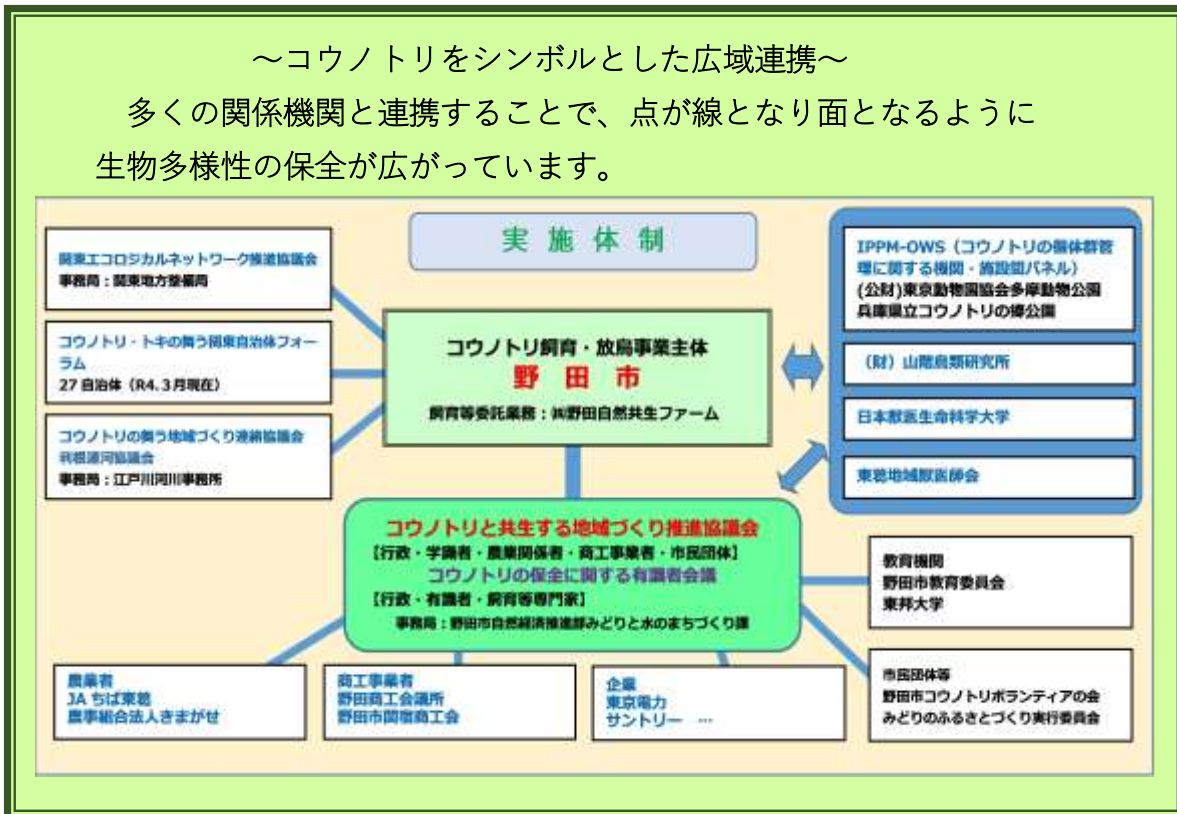 ～コウノトリをシンボルとした広域連携～
多くの関係機関と連携することで、点が線となり面となるように
生物多様性の保全が広がっています。
実施体制
関東エコロジカルネットワーク推進協議会
事務局：関東地方整備局
コウノトリ・トキの舞う関東自治体フォー
ラム
27 自治体（R4.3月現在）
コウノトリの舞う地域づくり連絡協議会
利根運河協議会
事務局：江戸川河川事務所
コウノトリ飼育・放鳥事業主体
野田市
飼育等委託業務：㈱野田自然共生ファーム
IPPM-OWS（コウノトリの個体群管
理に関する機関・施設間パネル）
(公財)東京動物園協会多摩動物公園
兵庫県立コウノトリの郷公園
（財）山階鳥類研究所
日本獣医生命科学大学
東葛地域獣医師会
コウノトリと共生する地域づくり推進協議会
【行政・学識者・農業関係者・商工事業者・市民団体】
コウノトリの保全に関する有識者会議
【行政・有識者・飼育等専門家】
事務局：野田市自然経済推進部みどりと水のまちづくり課
教育機関
野田市教育委員会
東邦大学
農業者
JA ちば東葛
農事組合法人きまがせ
商工事業者
野田商工会議所
野田市関宿商工会
企業
東京電力
サントリー …
市民団体等
野田市コウノトリボランティアの会
みどりのふるさとづくり実行委員会